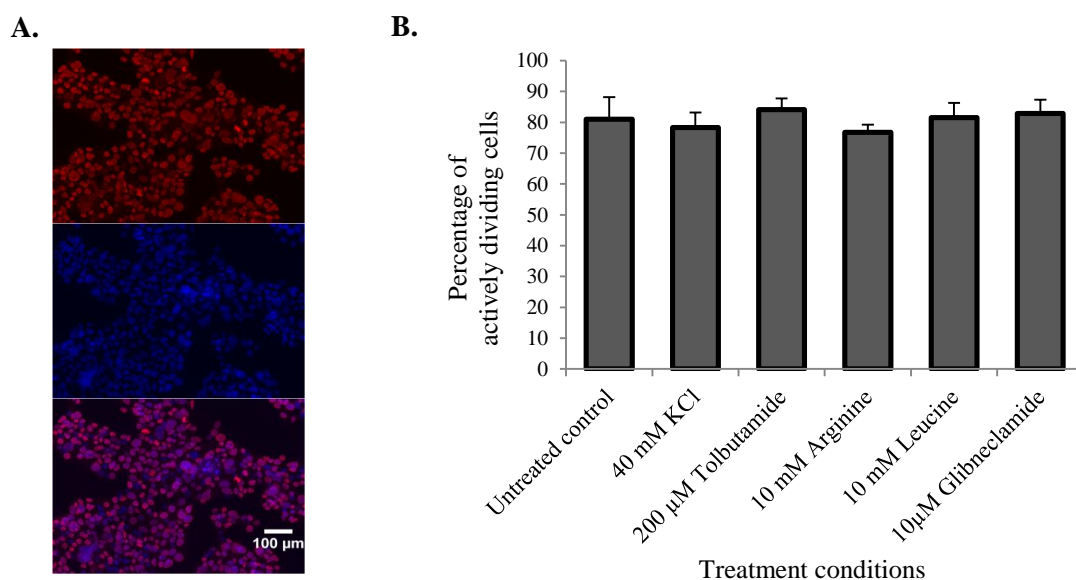 A.
100 μm
B.
Percentage of
actively dividing cells
100
90
80
70
60
50
40
30
20
10
0
Untreated control
40 mM KCl
200 μM Tolbutamide
10 mM Arginine
10 mM Leucine
10μM Glibneclamide
Treatment conditions